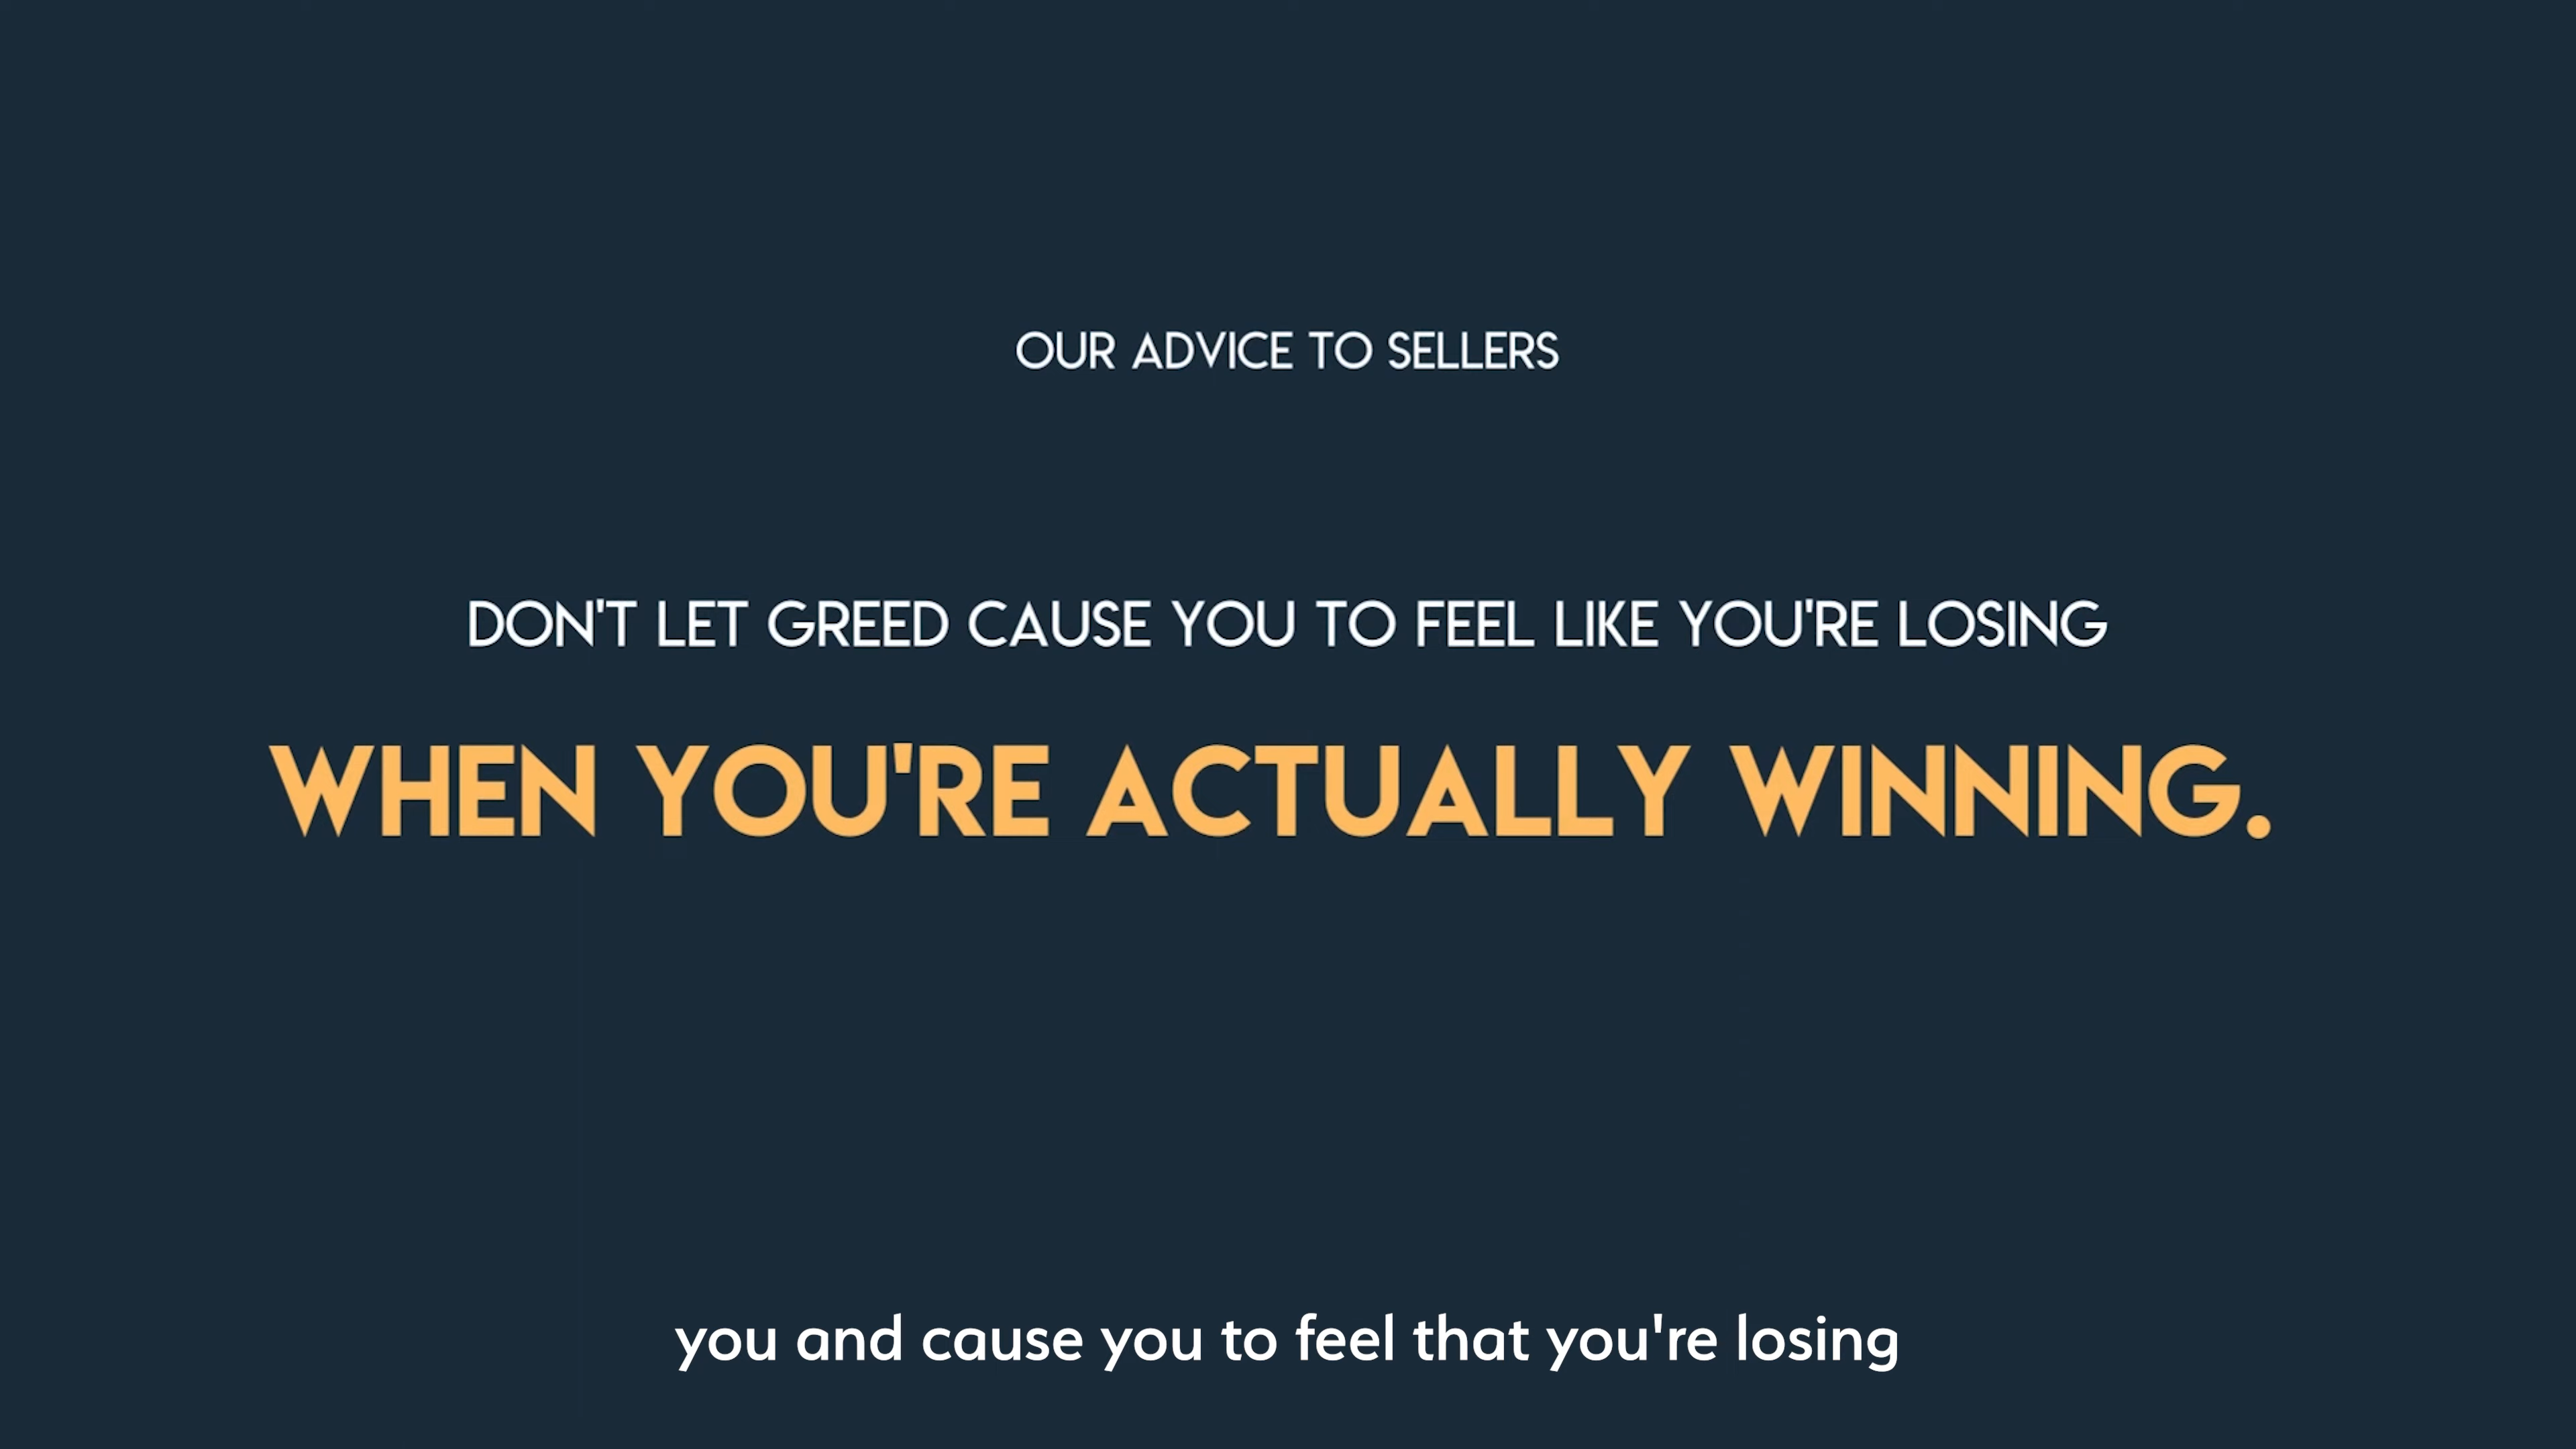 OUR ADVICE TO SELLERS
DON'T LET GREED CAUSE YOU TO FEEL LIKE YOU'RE LOSING
WHEN YOU'RE ACTUALLY WINNING.
you and cause you to feel that you're losing